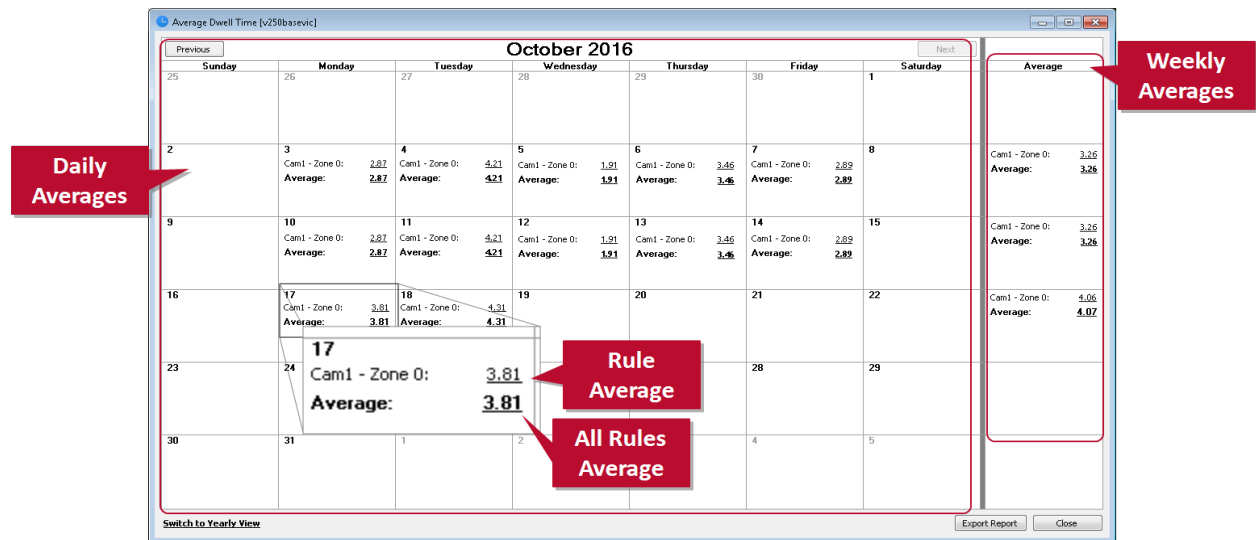 Average Dwell Time [v250basevic]
Previous
October 2016
Next
Sunday Monday Tuesday Wednesday Thursday Friday Saturday Average
Weekly
Averages
25 26 27 28 29 30 1
Daily
Averages
2 3 4 5 6 7 8
Cam1 - Zone 0: 2.87 Cam1 - Zone 0: 4.21 Cam1 - Zone 0: 1.91 Cam1 - Zone 0: 3.46 Cam1 - Zone 0: 2.89 Cam1 - Zone 0: 3.26
Average: 2.87 Average: 4.21 Average: 1.91 Average: 3.46 Average: 2.89 Average: 3.26
9 10 11 12 13 14 15
Cam1 - Zone 0: 2.87 Cam1 - Zone 0: 4.21 Cam1 - Zone 0: 1.91 Cam1 - Zone 0: 3.46 Cam1 - Zone 0: 2.89 Cam1 - Zone 0: 3.26
Average: 2.87 Average: 4.21 Average: 1.91 Average: 3.46 Average: 2.89 Average: 3.26
16 17 18 19 20 21 22
Cam1 - Zone 0: 3.81 Cam1 - Zone 0: 4.31 Cam1 - Zone 0: 4.06
Average: 3.81 Average: 4.31 Average: 4.07
17
Cam1 - Zone 0: 3.81
Average: 3.81
Rule
Average
All Rules
Average
23 24 28 29
30 31 1 2 4 5
Switch to Yearly View
Export Report
Close